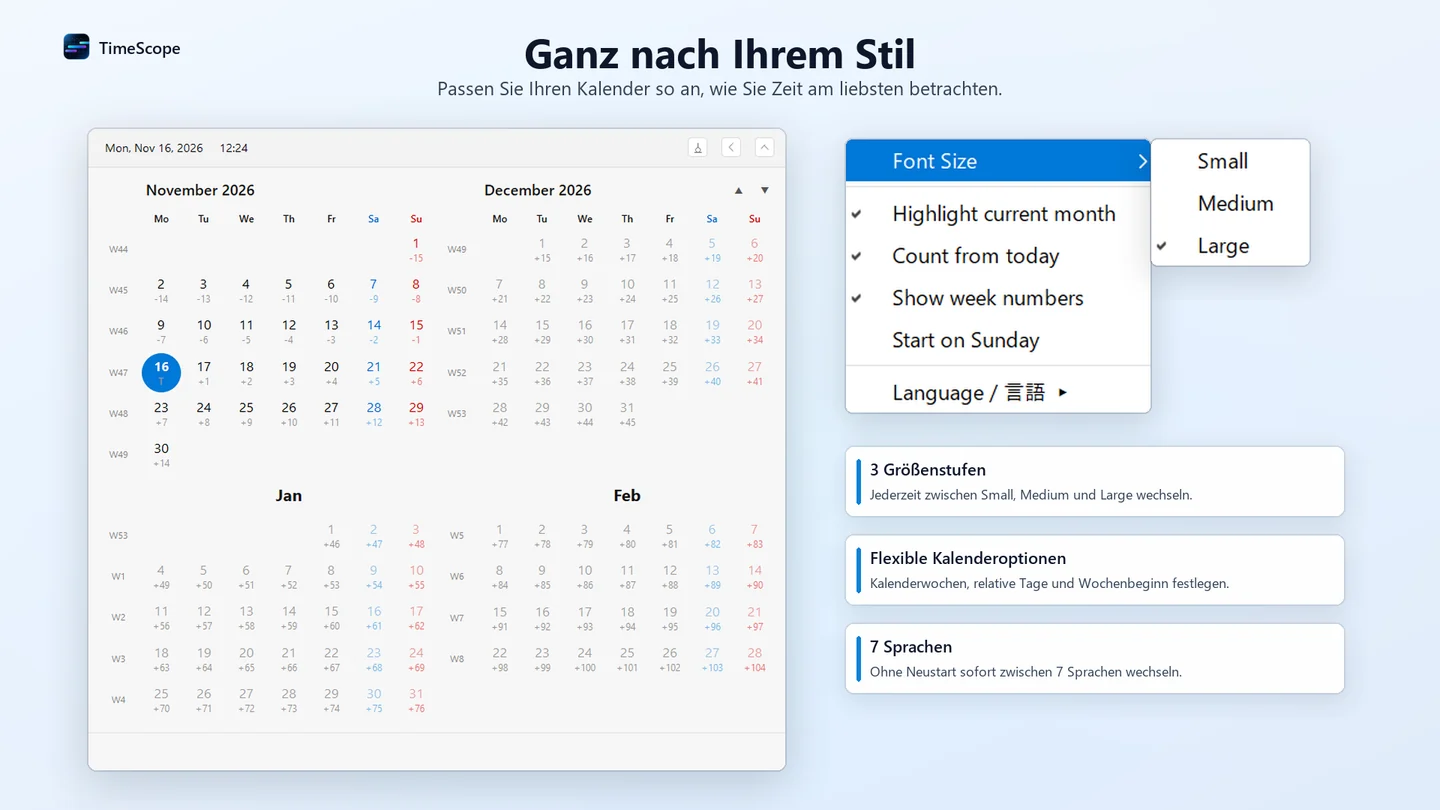 TimeScope
Ganz nach Ihrem Stil
Passen Sie Ihren Kalender so an, wie Sie Zeit am liebsten betrachten.
Mon, Nov 16, 2026 12:24
November 2026
Mo Tu We Th Fr Sa Su
W44 1
-15
W45 2 3 4 5 6 7 8
-14 -13 -12 -11 -10 -9 -8
W46 9 10 11 12 13 14 15
-7 -6 -5 -4 -3 -2 -1
W47 16 17 18 19 20 21 22
T +1 +2 +3 +4 +5 +6
W48 23 24 25 26 27 28 29
+7 +8 +9 +10 +11 +12 +13
W49 30
+14
December 2026
Mo Tu We Th Fr Sa Su
W49 1 2 3 4 5 6
+15 +16 +17 +18 +19 +20
W50 7 8 9 10 11 12 13
+21 +22 +23 +24 +25 +26 +27
W51 14 15 16 17 18 19 20
+28 +29 +30 +31 +32 +33 +34
W52 21 22 23 24 25 26 27
+35 +36 +37 +38 +39 +40 +41
W53 28 29 30 31
+42 +43 +44 +45
Jan
W53 1 2 3
+46 +47 +48
W1 4 5 6 7 8 9 10
+49 +50 +51 +52 +53 +54 +55
W2 11 12 13 14 15 16 17
+56 +57 +58 +59 +60 +61 +62
W3 18 19 20 21 22 23 24
+63 +64 +65 +66 +67 +68 +69
W4 25 26 27 28 29 30 31
+70 +71 +72 +73 +74 +75 +76
Feb
W5 1 2 3 4 5 6 7
+77 +78 +79 +80 +81 +82 +83
W6 8 9 10 11 12 13 14
+84 +85 +86 +87 +88 +89 +90
W7 15 16 17 18 19 20 21
+91 +92 +93 +94 +95 +96 +97
W8 22 23 24 25 26 27 28
+98 +99 +100 +101 +102 +103 +104
Font Size
Highlight current month
Count from today
Show week numbers
Start on Sunday
Language / 言語
Small
Medium
Large
3 Größenstufen
Jederzeit zwischen Small, Medium und Large wechseln.
Flexible Kalenderoptionen
Kalenderwochen, relative Tage und Wochenbeginn festlegen.
7 Sprachen
Ohne Neustart sofort zwischen 7 Sprachen wechseln.